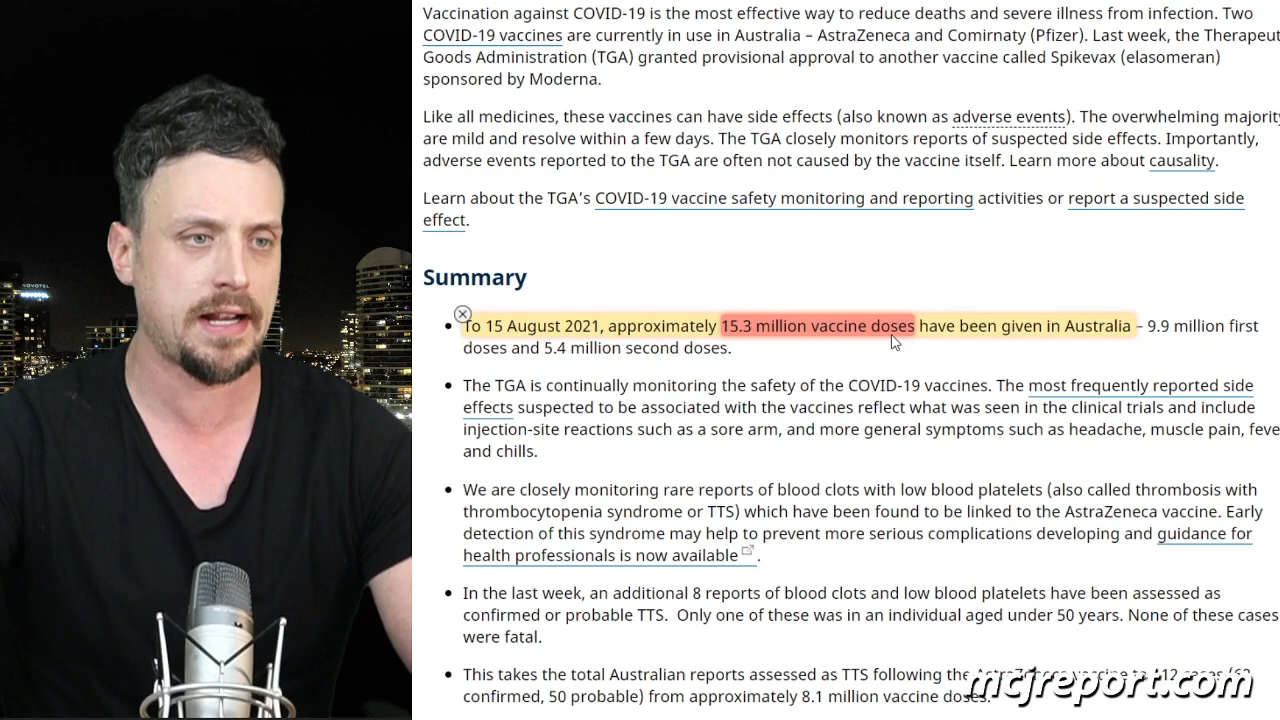 Vaccination against COVID-19 is the most effective way to reduce deaths and severe illness from infection. Two
COVID-19 vaccines are currently in use in Australia – AstraZeneca and Comirnaty (Pfizer). Last week, the
Goods Administration (TGA) granted provisional approval to another vaccine called Spikevax (elasomeran)
sponsored by Moderna.
Like all medicines, these vaccines can have side effects (also known as adverse events). The overwhelming
are mild and resolve within a few days. The TGA closely monitors reports of suspected side effects. Importantly,
adverse events reported to the TGA are often not caused by the vaccine itself. Learn more about causality.
Learn about the TGA's COVID-19 vaccine safety monitoring and reporting activities or report a suspected side
effect.
Summary
NOVOTEL
• To 15 August 2021, approximately 15.3 million vaccine doses have been given in Australia – 9.9 million first
doses and 5.4 million second doses.
• The TGA is continually monitoring the safety of the COVID-19 vaccines. The most frequently reported side
effects suspected to be associated with the vaccines reflect what was seen in the clinical trials and include
injection-site reactions such as a sore arm, and more general symptoms such as headache, muscle pain,
and chills.
• We are closely monitoring rare reports of blood clots with low blood platelets (also called thrombosis with
thrombocytopenia syndrome or TTS) which have been found to be linked to the AstraZeneca vaccine. Early
detection of this syndrome may help to prevent more serious complications developing and guidance for
health professionals is now available.
• In the last week, an additional 8 reports of blood clots and low blood platelets have been assessed as
confirmed or probable TTS. Only one of these was in an individual aged under 50 years. None of these cases
were fatal.
• This takes the total Australian reports assessed as TTS following the
confirmed, 50 probable) from approximately 8.1 million vaccine doses.
mcjreport.com